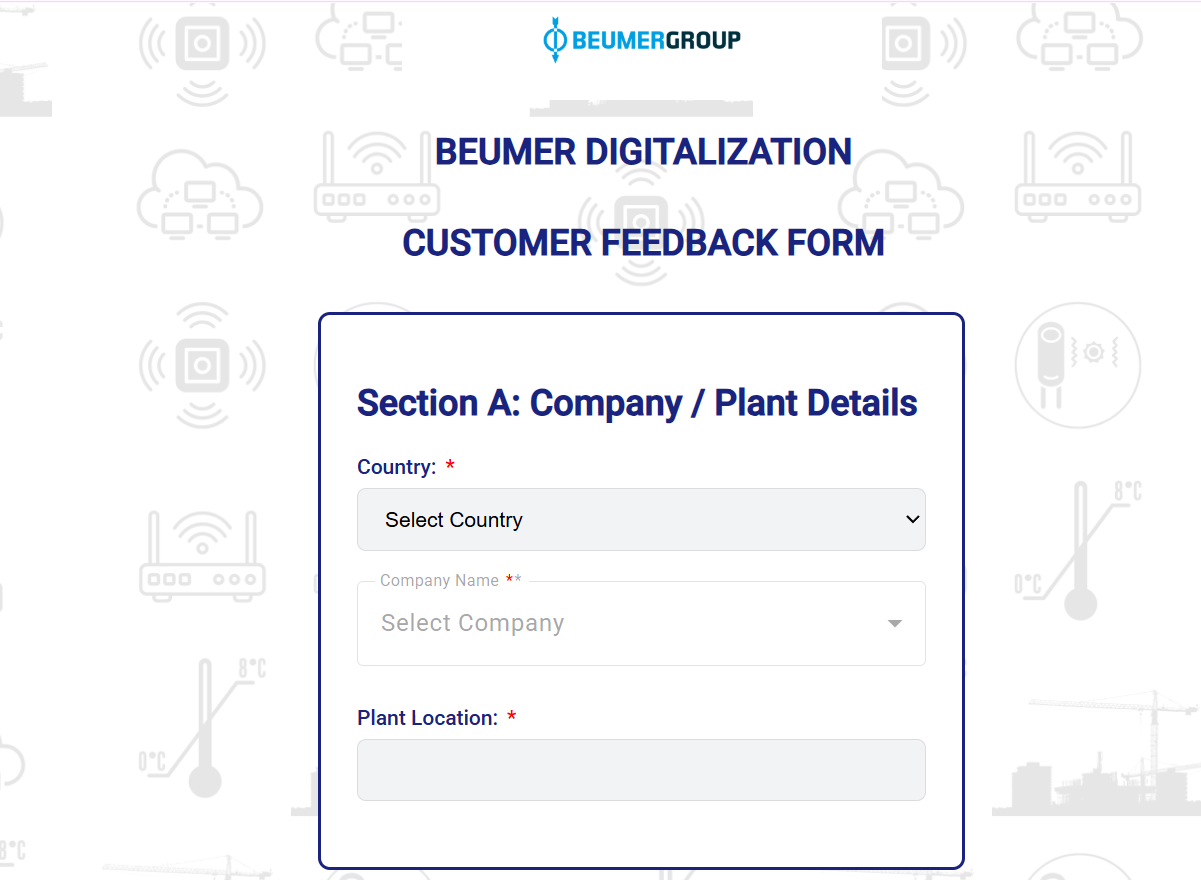 BEUMERGROUP
BEUMER DIGITALIZATION
CUSTOMER FEEDBACK FORM
Section A: Company / Plant Details
Country: *
Select Country
Company Name **
Select Company
Plant Location: *
8°C
0°C
8°C
0°C
8°C